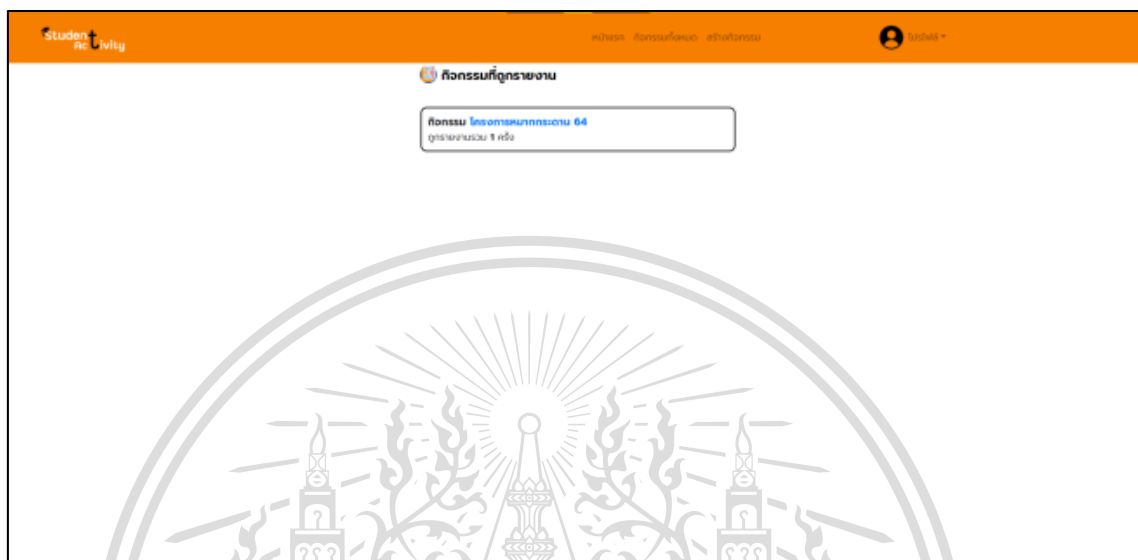 Student
Activity
หน้าแรก กิจกรรมทั้งหมด สร้างกิจกรรม
โปรไฟล์
กิจกรรมที่ถูกรายงาน
กิจกรรม โครงการหมากกระดาน 64
ถูกรายงานรวม 1 ครั้ง